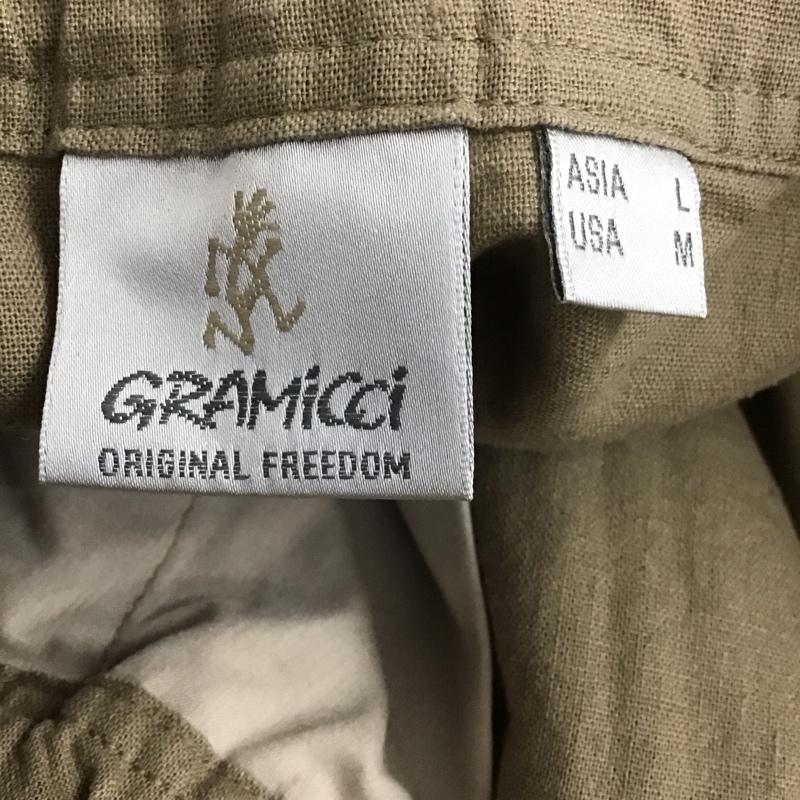 GRAMiCCi
ORIGINAL FREEDOM
ASIA L
USA M